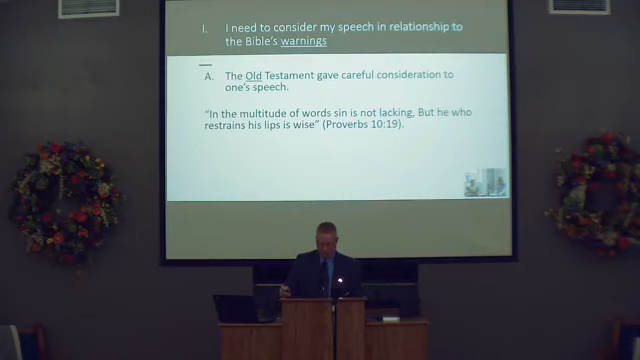 I. I need to consider my speech in relationship to
the Bible's warnings
A. The Old Testament gave careful consideration to
one's speech.
"In the multitude of words sin is not lacking, But he who
restrains his lips is wise" (Proverbs 10:19).